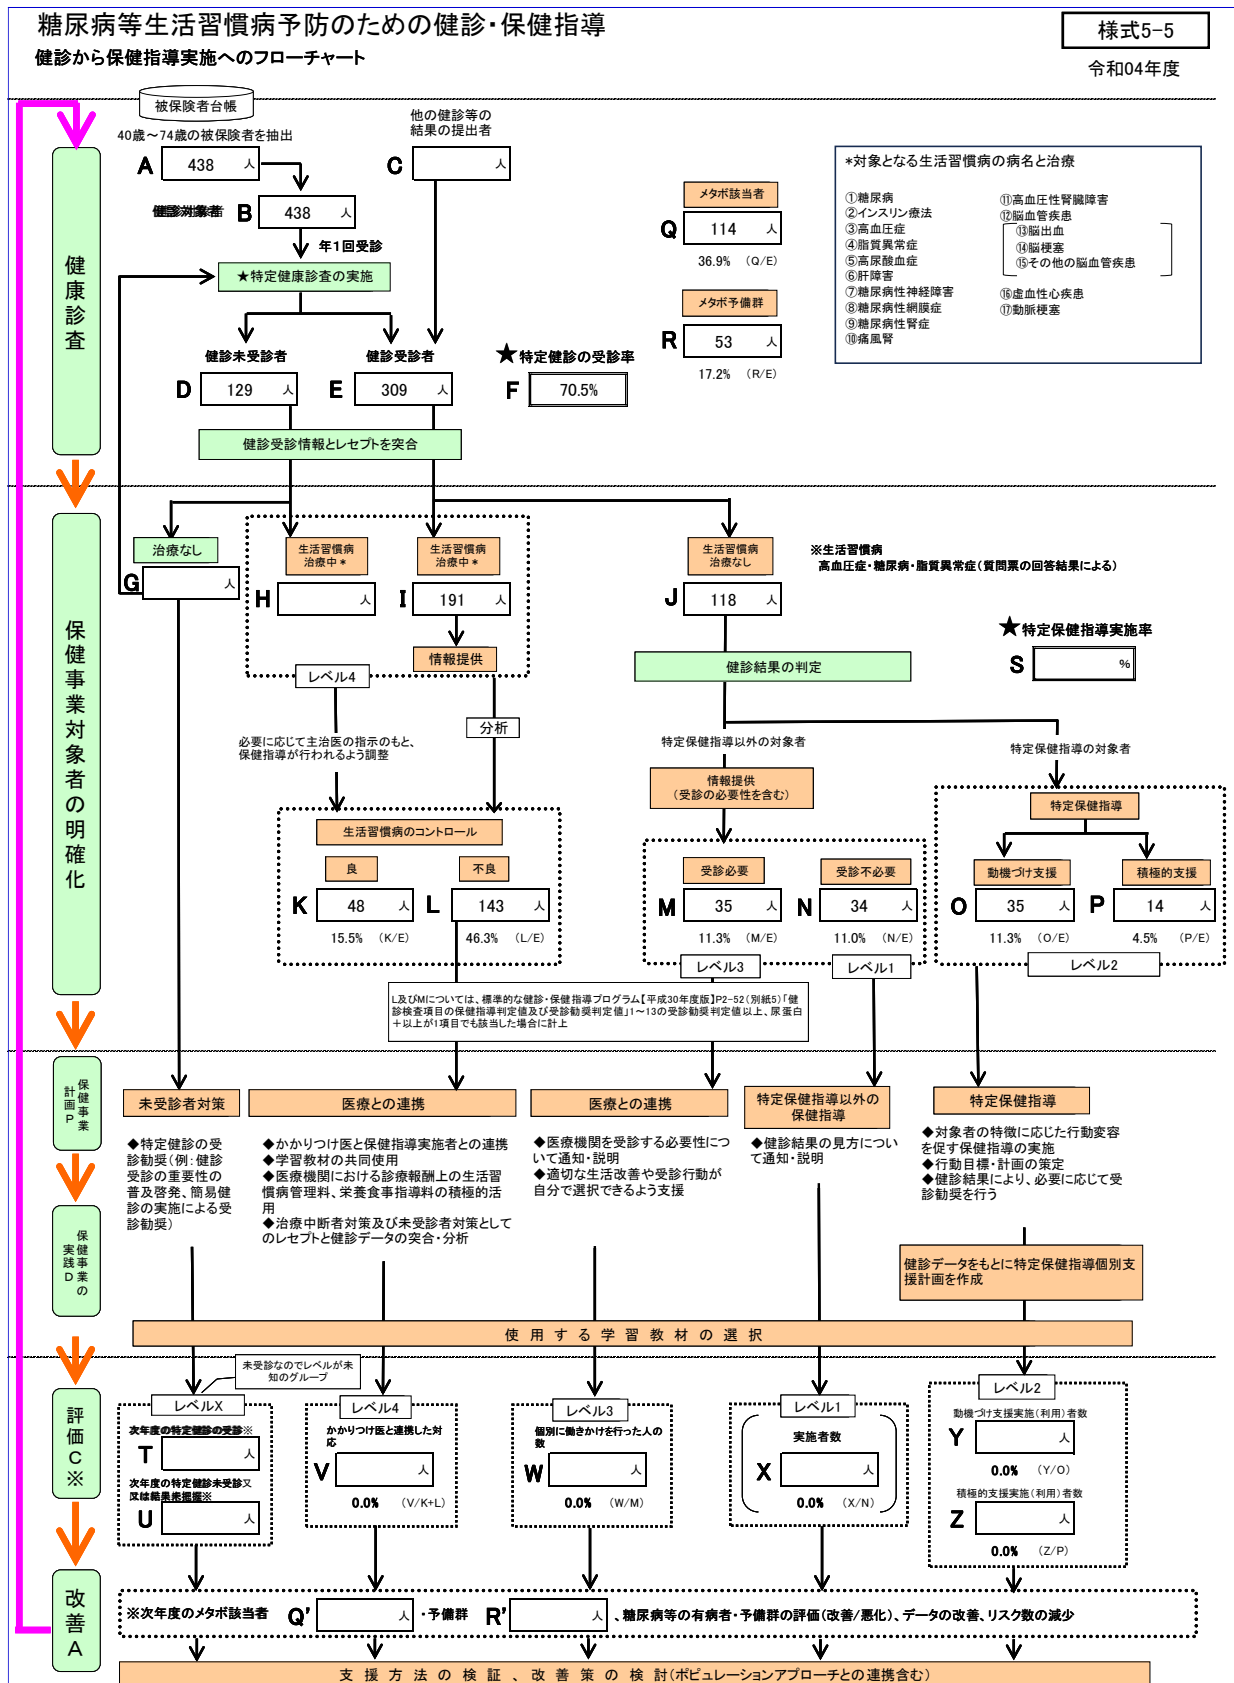 糖尿病等生活習慣病予防のための健診・保健指導
様式5-5
健診から保健指導実施へのフローチャート
令和04年度
被保険者台帳
40歳～74歳の被保険者を抽出
他の健診等の
結果の提出者
A 438 人
C 人
健診対象者 B 438 人
年1回受診
★特定健康診査の実施
健診未受診者
健診受診者
★特定健診の受診率
D 129 人
E 309 人
F 70.5%
健診受診情報とレセプトを突合
メタボ該当者
Q 114 人
36.9% (Q/E)
メタボ予備群
R 53 人
17.2% (R/E)
*対象となる生活習慣病の病名と治療
①糖尿病
②インスリン療法
③高血圧症
④脂質異常症
⑤高尿酸血症
⑥肝障害
⑦糖尿病性神経障害
⑧糖尿病性網膜症
⑨糖尿病性腎症
⑩痛風腎
⑪高血圧性腎臓障害
⑫脳血管疾患
⑬脳出血
⑭脳梗塞
⑮その他の脳血管疾患
⑯虚血性心疾患
⑰動脈梗塞
健康診査
保健事業対象者の明確化
治療なし
G 人
生活習慣病
治療中＊
H 人
生活習慣病
治療中＊
I 191 人
情報提供
レベル4
生活習慣病
治療なし
J 118 人
※生活習慣病
高血圧症・糖尿病・脂質異常症(質問票の回答結果による)
★特定保健指導実施率
S %
健診結果の判定
必要に応じて主治医の指示のもと、
保健指導が行われるよう調整
分析
特定保健指導以外の対象者
特定保健指導の対象者
情報提供
(受診の必要性を含む)
特定保健指導
生活習慣病のコントロール
良
不良
K 48 人
L 143 人
15.5% (K/E)
46.3% (L/E)
受診必要
受診不必要
M 35 人
N 34 人
11.3% (M/E)
11.0% (N/E)
レベル3
レベル1
動機づけ支援
積極的支援
O 35 人
P 14 人
11.3% (O/E)
4.5% (P/E)
レベル2
L及びMについては、標準的な健診・保健指導プログラム【平成30年度版】P2-52(別紙5)「健
診検査項目の保健指導判定値及び受診勧奨判定値」1～13の受診勧奨判定値以上、尿蛋白
＋以上が1項目でも該当した場合に計上
保健事業
計画P
未受診者対策
医療との連携
医療との連携
特定保健指導以外の
保健指導
特定保健指導
◆特定健診の受
診勧奨(例：健診
受診の重要性の
普及啓発、簡易健
診の実施による受
診勧奨)
◆かかりつけ医と保健指導実施者との連携
◆学習教材の共同使用
◆医療機関における診療報酬上の生活習
慣病管理料、栄養食事指導料の積極的活
用
◆治療中断者対策及び未受診者対策として
のレセプトと健診データの突合・分析
◆医療機関を受診する必要性につ
いて通知・説明
◆適切な生活改善や受診行動が
自分で選択できるよう支援
◆健診結果の見方につい
て通知・説明
◆対象者の特徴に応じた行動変容
を促す保健指導の実施
◆行動目標・計画の策定
◆健診結果により、必要に応じて受
診勧奨を行う
保健事業の
実践D
健診データをもとに特定保健指導個別支
援計画を作成
使用する学習教材の選択
未受診なのでレベルが未
知のグループ
評価C※
レベルX
次年度の特定健診の受診※
T 人
次年度の特定健診未受診又
又は結果未把握※
U 人
レベル4
かかりつけ医と連携した対
応
V 人
0.0% (V/K+L)
レベル3
個別に働きかけを行った人の
数
W 人
0.0% (W/M)
レベル1
実施者数
X 人
0.0% (X/N)
レベル2
動機づけ支援実施(利用)者数
Y 人
0.0% (Y/O)
積極的支援実施(利用)者数
Z 人
0.0% (Z/P)
改善A
※次年度のメタボ該当者 Q' 人 ・予備群 R' 人 、糖尿病等の有病者・予備群の評価(改善/悪化)、データの改善、リスク数の減少
支援方法の検証、改善策の検討(ポピュレーションアプローチとの連携含む)